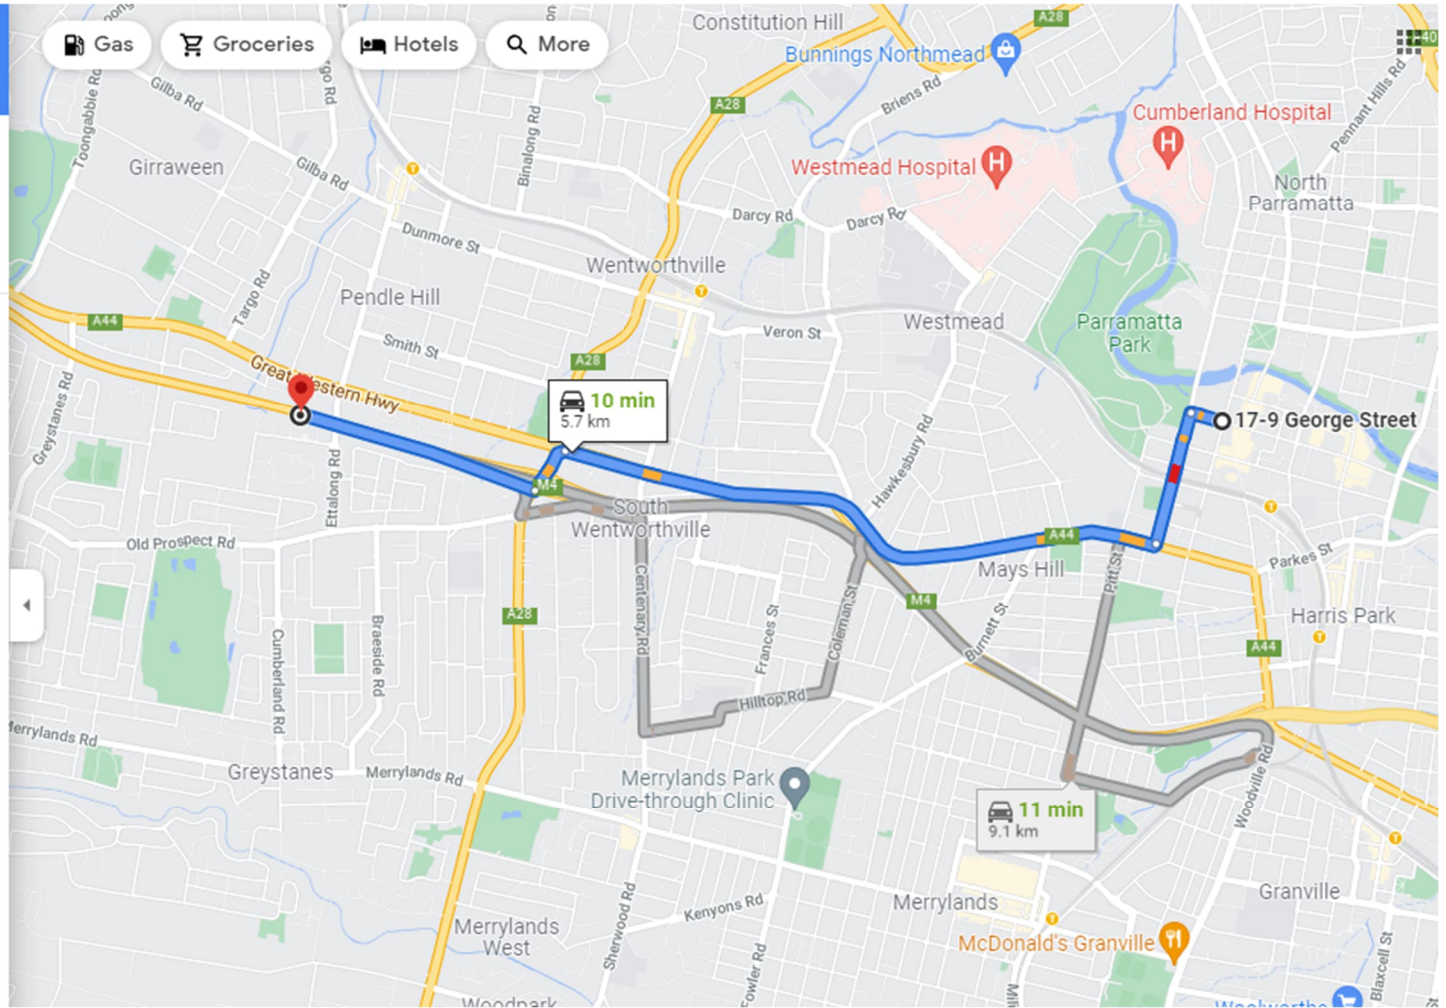 Gas
Groceries
Hotels
More
Constitution Hill
A28
Bunnings Northmead
Toongabbie Rd
Gilba Rd
Binalong Rd
A28
Briens Rd
Cumberland Hospital
Pennant Hills Rd
Girraween
Gilba Rd
Westmead Hospital
North
Parramatta
Darcy Rd
Darcy Rd
Dunmore St
Wentworthville
Targo Rd
Pendle Hill
A44
Veron St
Westmead
Parramatta
Park
Smith St
A28
Great Western Hwy
Greystanes Rd
10 min
5.7 km
17-9 George Street
Hawkesbury Rd
Ettalong Rd
M4
South
Wentworthville
A44
Old Prospect Rd
Mays Hill
Pitt St
Parkes St
A28
M4
Harris Park
Centenary Rd
Frances St
Coleman St
Burnett St
A44
Cumberland Rd
Braeside Rd
Hilltop Rd
Merrylands Rd
Greystanes
Merrylands Rd
Merrylands Park
Drive-through Clinic
Woodville Rd
11 min
9.1 km
Granville
Merrylands
Kenyons Rd
Merrylands
West
Sherwood Rd
Fowler Rd
McDonald's Granville
Blaxcell St